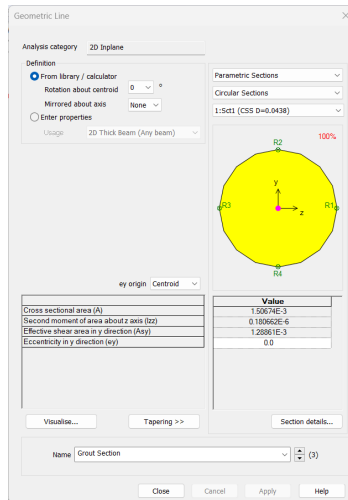 Geometric Line
Analysis category 2D Inplane
Definition
From library / calculator
Rotation about centroid 0 °
Mirrored about axis None
Enter properties
Usage 2D Thick Beam (Any beam)
Parametric Sections
Circular Sections
1:Sct1 (CSS D=0.0438)
100%
R2
y
R3
z
R1
R4
ey origin Centroid
Value
Cross sectional area (A) 1.50674E-3
Second moment of area about z axis (Izz) 0.180662E-6
Effective shear area in y direction (Asy) 1.28861E-3
Eccentricity in y direction (ey) 0.0
Visualise... Tapering >> Section details...
Name Grout Section (3)
Close Cancel Apply Help